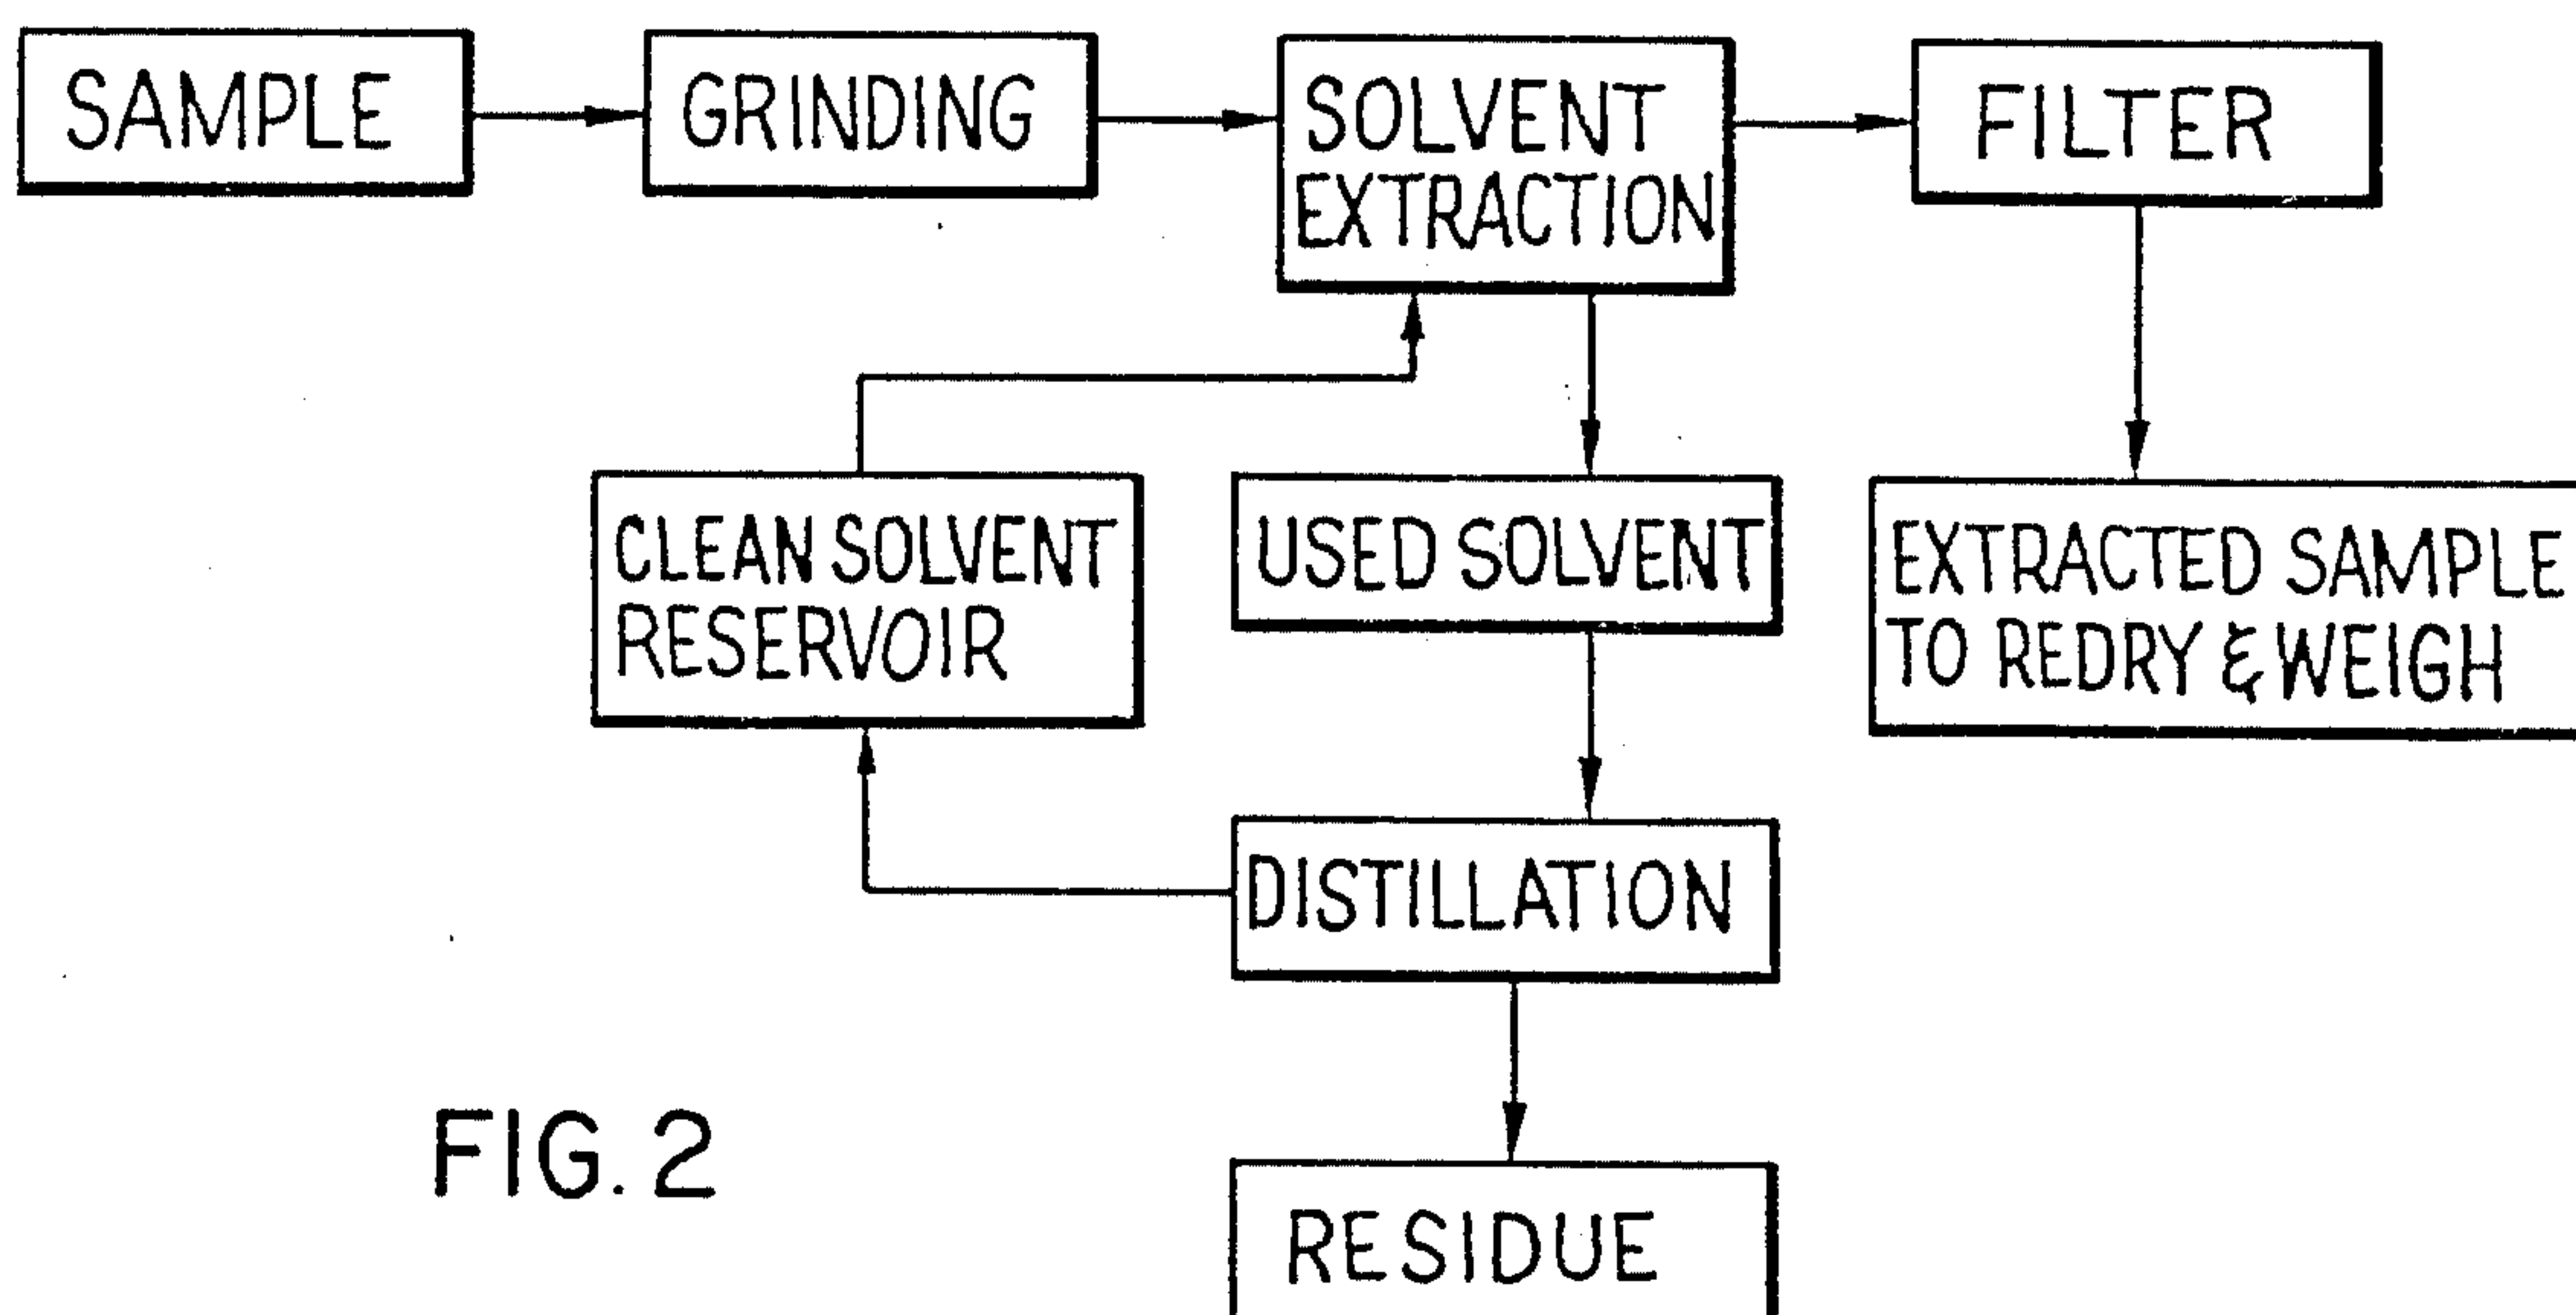 SAMPLE
GRINDING
SOLVENT
EXTRACTION
FILTER
CLEAN SOLVENT
RESERVOIR
USED SOLVENT
EXTRACTED SAMPLE
TO REDRY & WEIGH
DISTILLATION
RESIDUE
FIG. 2